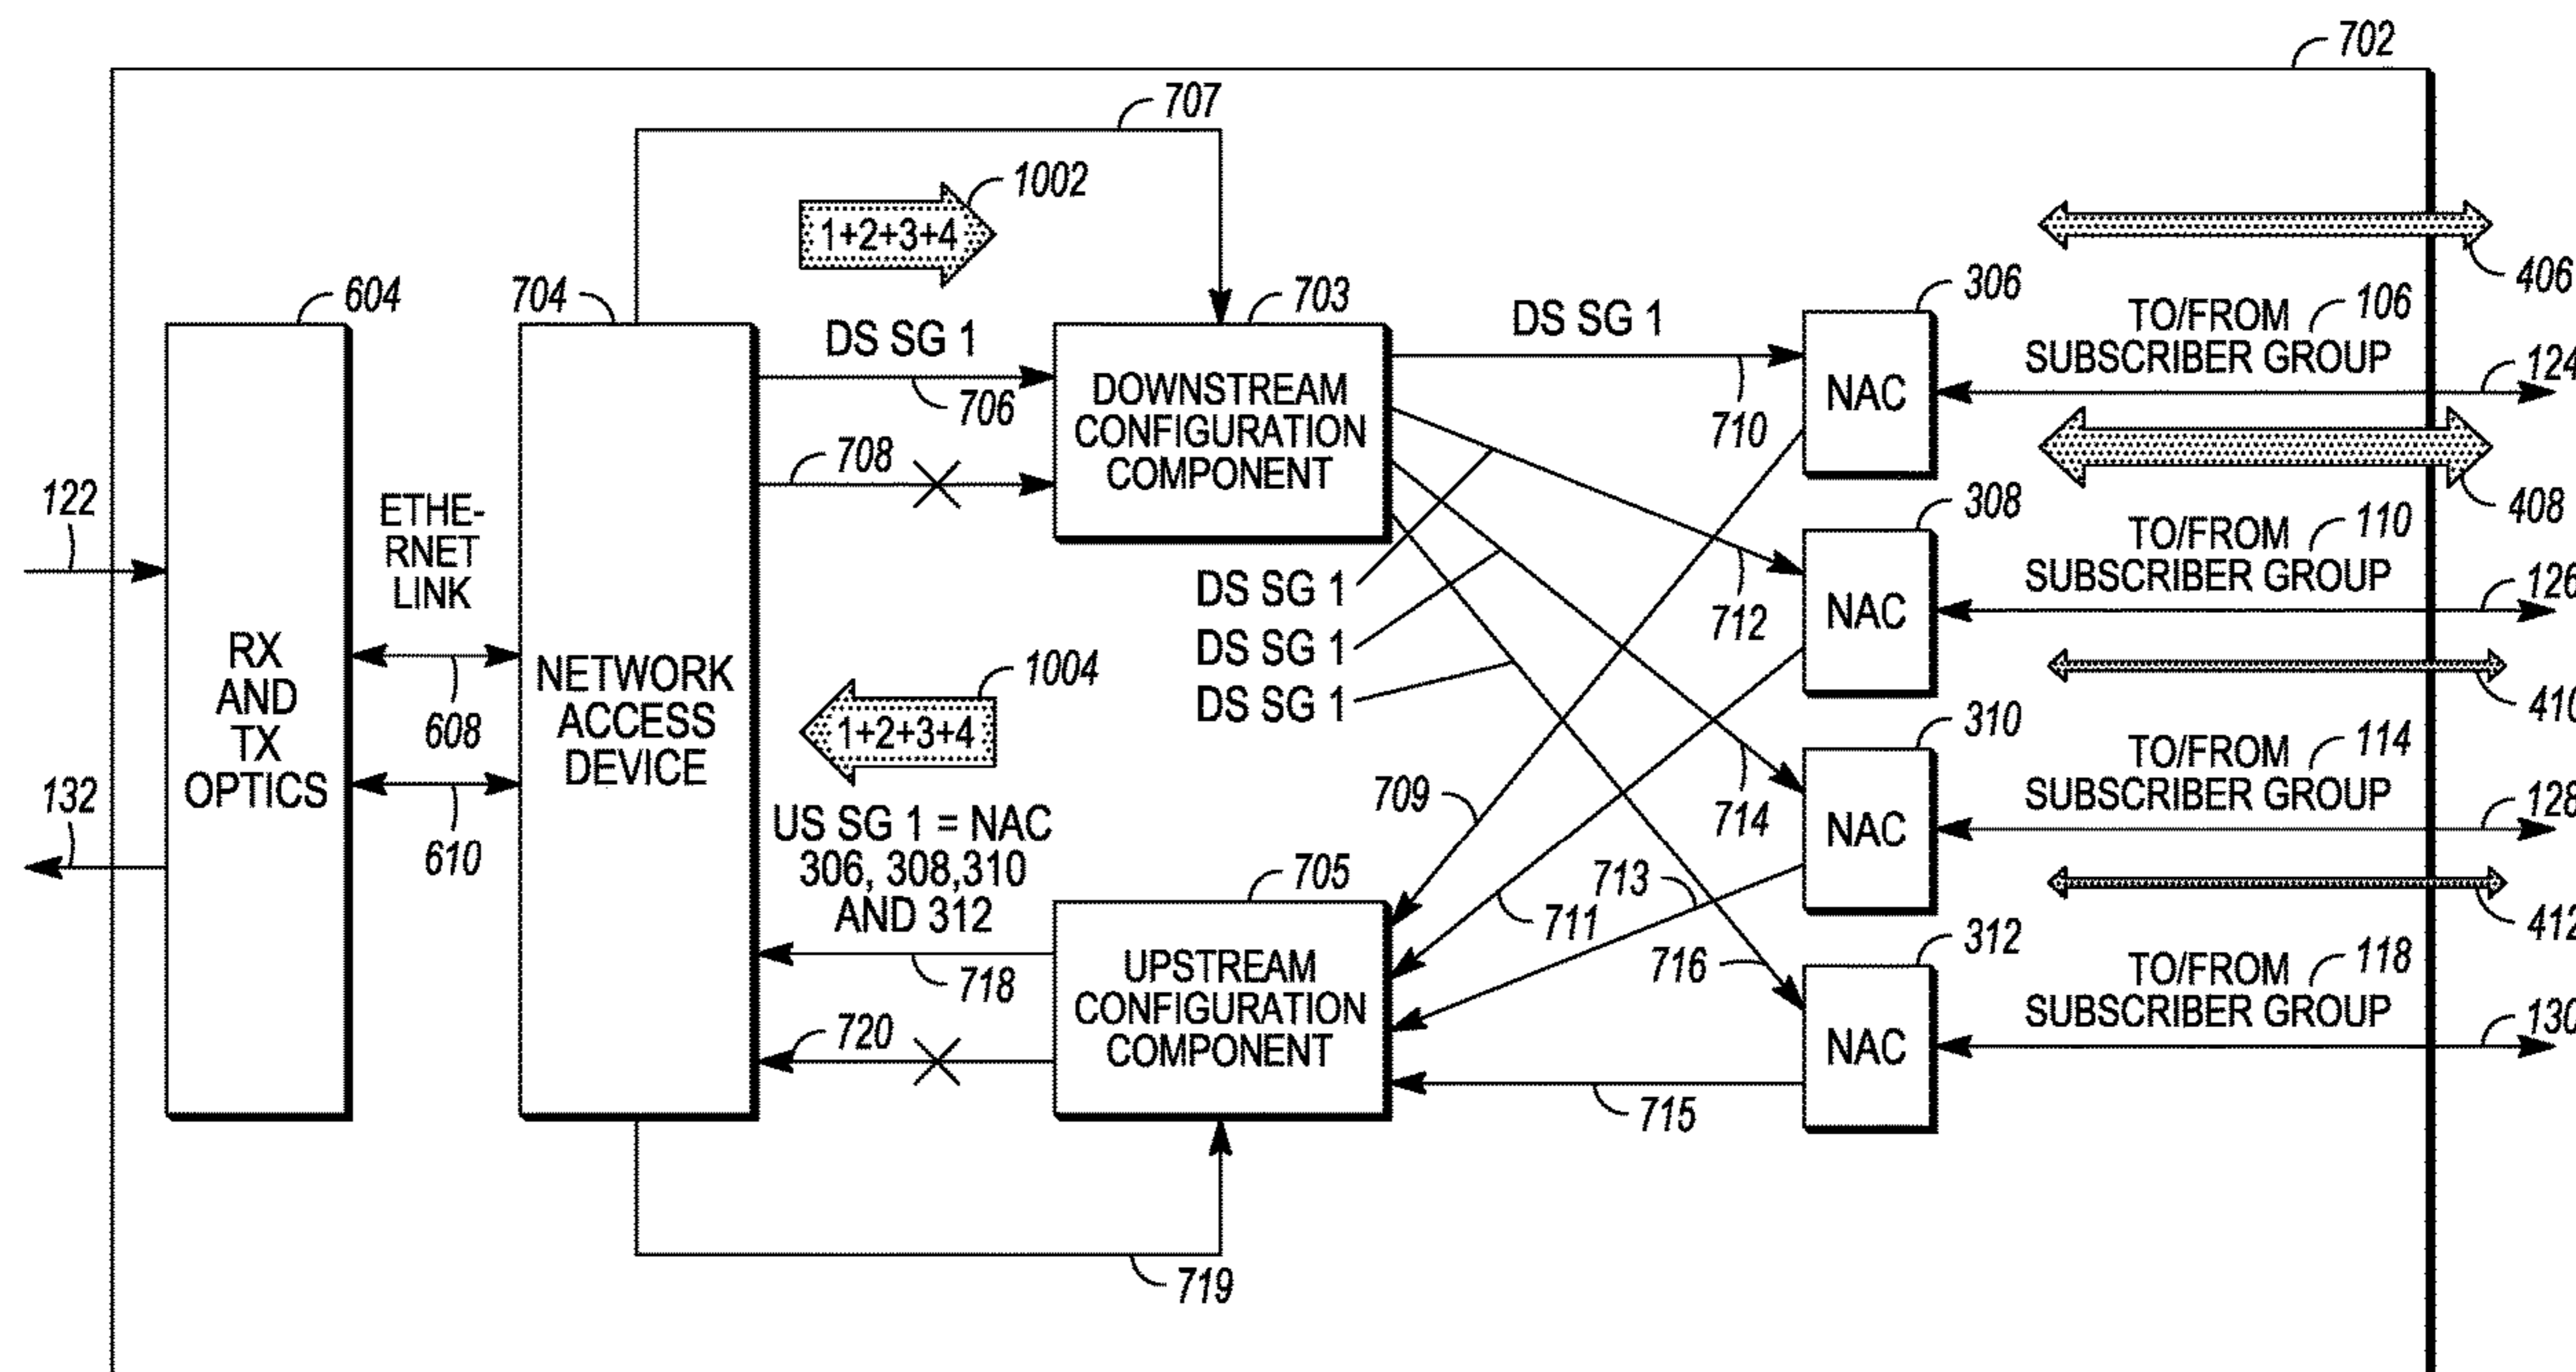 702
707
1002
1+2+3+4
406
604
704
703
306
TO/FROM
SUBSCRIBER GROUP
106
124
DS SG 1
706
DOWNSTREAM
CONFIGURATION
COMPONENT
DS SG 1
710
NAC
708
408
122
ETHE-
RNET
LINK
308
TO/FROM
SUBSCRIBER GROUP
110
126
DS SG 1
DS SG 1
DS SG 1
712
NAC
RX
AND
TX
OPTICS
608
NETWORK
ACCESS
DEVICE
1004
1+2+3+4
410
310
TO/FROM
SUBSCRIBER GROUP
114
128
132
610
709
714
NAC
US SG 1 = NAC
306, 308,310
AND 312
705
713
711
412
312
TO/FROM
SUBSCRIBER GROUP
118
130
718
UPSTREAM
CONFIGURATION
COMPONENT
716
720
NAC
715
719